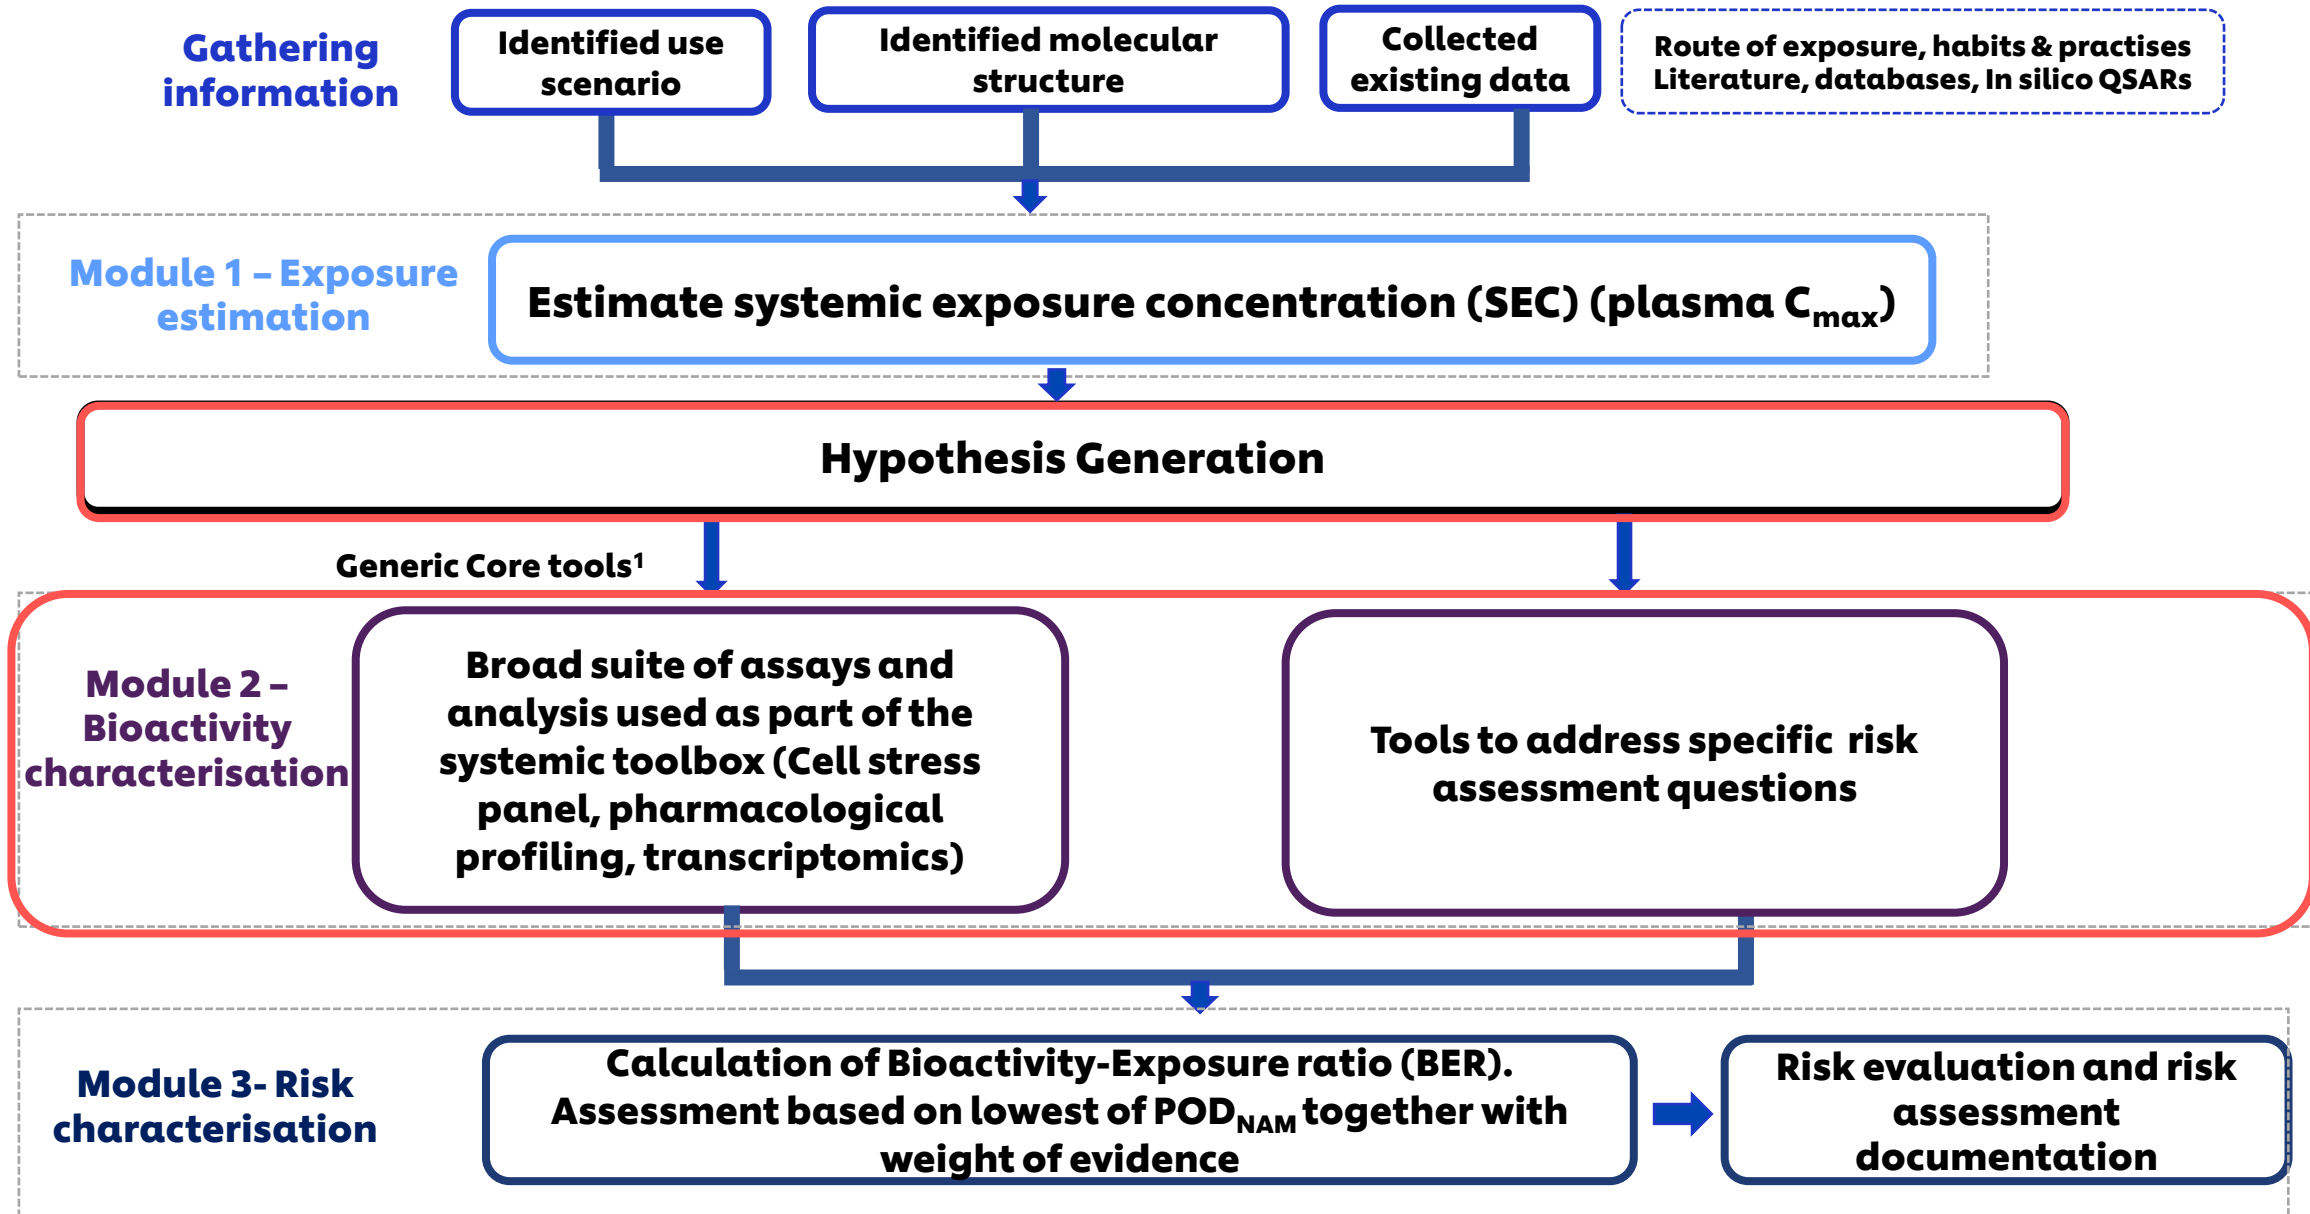 Gathering
information
Identified use
scenario
Identified molecular
structure
Collected
existing data
Route of exposure, habits & practises
Literature, databases, In silico QSARs
Module 1 – Exposure
estimation
Estimate systemic exposure concentration (SEC) (plasma Cmax)
Hypothesis Generation
Generic Core tools¹
Module 2 –
Bioactivity
characterisation
Broad suite of assays and
analysis used as part of the
systemic toolbox (Cell stress
panel, pharmacological
profiling, transcriptomics)
Tools to address specific risk
assessment questions
Module 3- Risk
characterisation
Calculation of Bioactivity-Exposure ratio (BER).
Assessment based on lowest of PODNAM together with
weight of evidence
Risk evaluation and risk
assessment
documentation